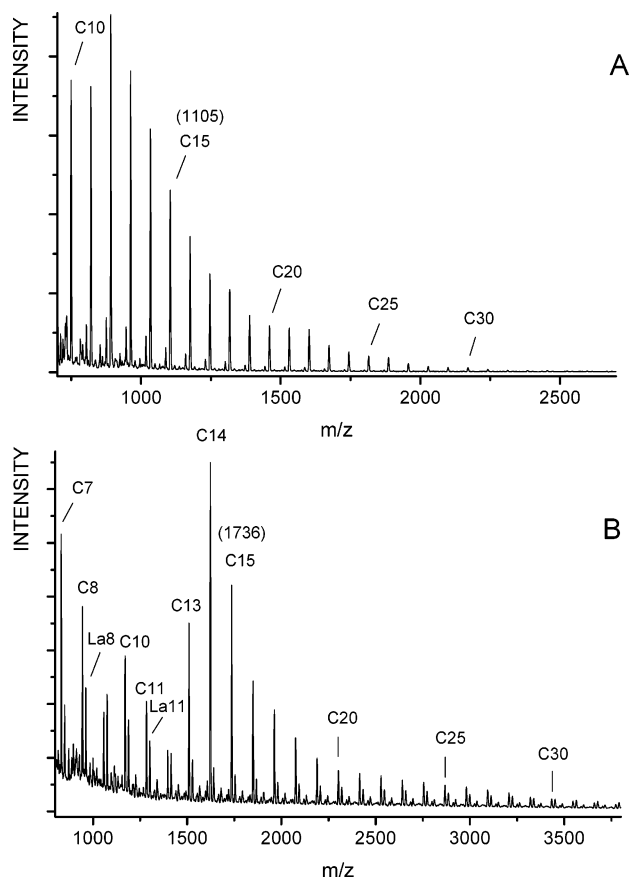 C10
A
(1105)
C15
C20
C25
C30
INTENSITY
1000 1500 2000 2500
m/z
C14
C7
B
(1736)
C8
C15
C13
La8
C10
C11
La11
C20
C25
C30
INTENSITY
1000 1500 2000 2500 3000 3500
m/z